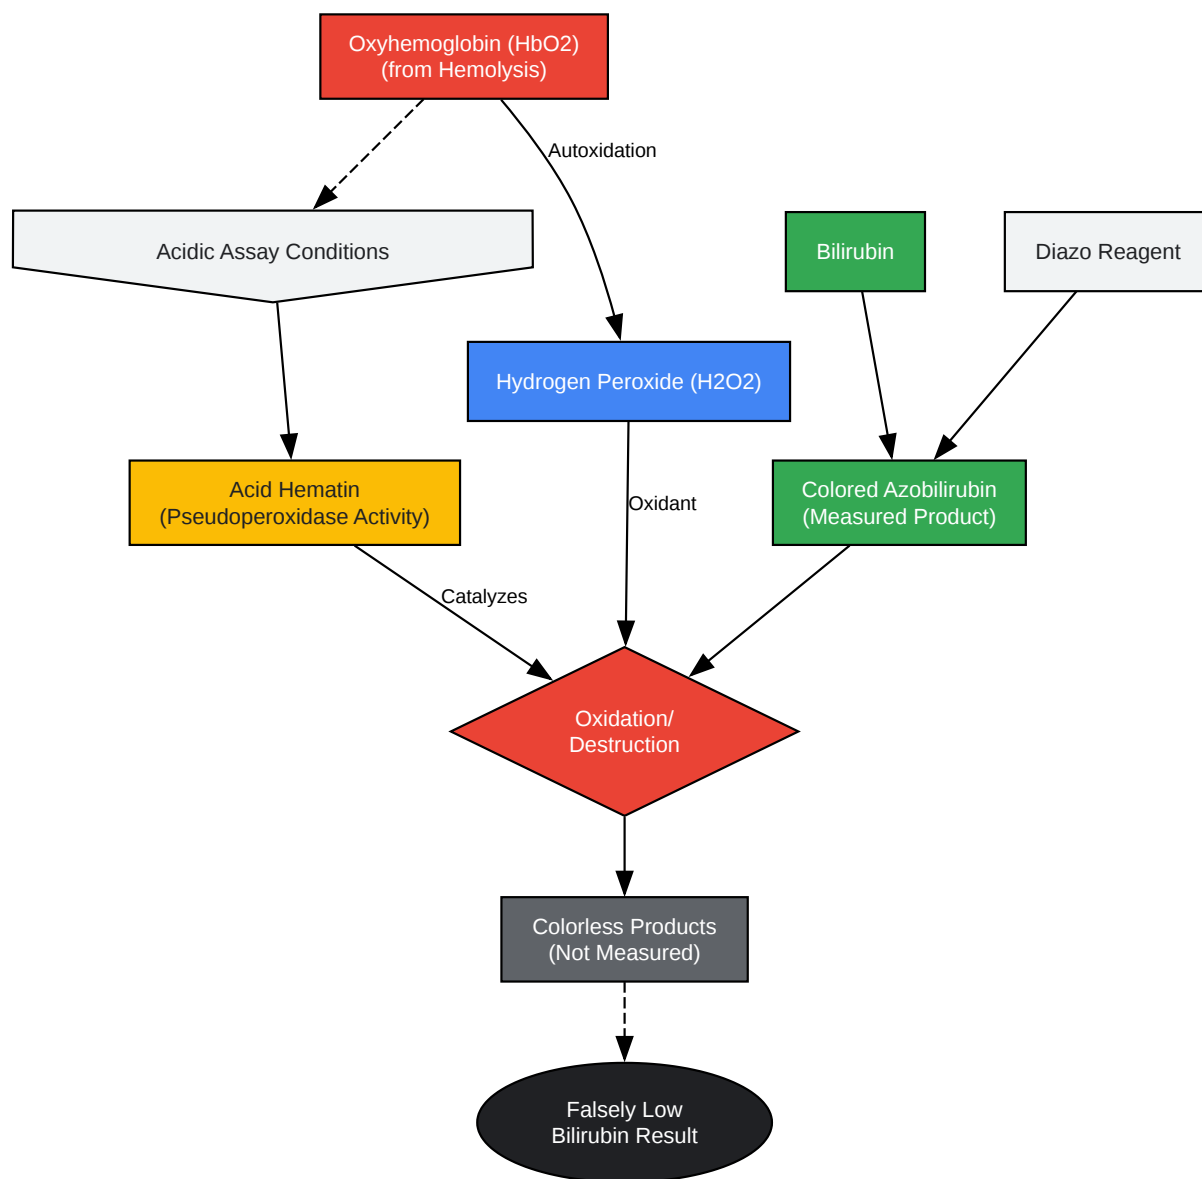 Oxyhemoglobin (HbO2)
(from Hemolysis)
Autoxidation
Acidic Assay Conditions
Bilirubin
Diazo Reagent
Hydrogen Peroxide (H2O2)
Acid Hematin
(Pseudoperoxidase Activity)
Oxidant
Colored Azobilirubin
(Measured Product)
Catalyzes
Oxidation/
Destruction
Colorless Products
(Not Measured)
Falsely Low
Bilirubin Result